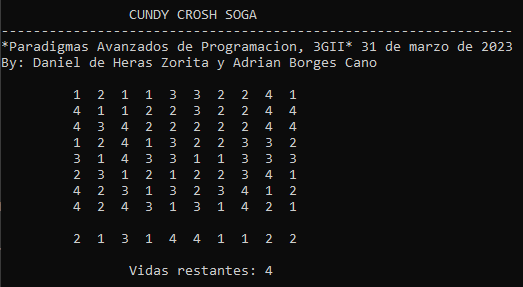 CUNDY CROSH SOGA
----------------------------------------------------------------
*Paradigmas Avanzados de Programacion, 3GII* 31 de marzo de 2023
By: Daniel de Heras Zorita y Adrian Borges Cano
1 2 1 1 3 3 2 2 4 1
4 1 1 2 2 3 2 2 4 4
4 3 4 2 2 2 2 2 4 4
1 2 4 1 3 2 2 3 3 2
3 1 4 3 3 1 1 3 3 3
2 3 1 2 1 2 2 3 4 1
4 2 3 1 3 2 3 4 1 2
4 2 4 3 1 3 1 4 2 1
2 1 3 1 4 4 1 1 2 2
Vidas restantes: 4